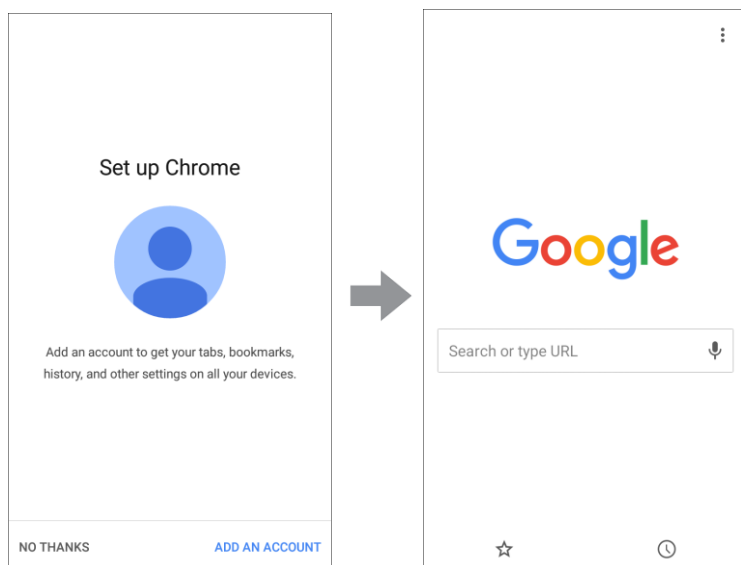 Set up Chrome
Add an account to get your tabs, bookmarks,
history, and other settings on all your devices.
NO THANKS
ADD AN ACCOUNT
Google
Search or type URL